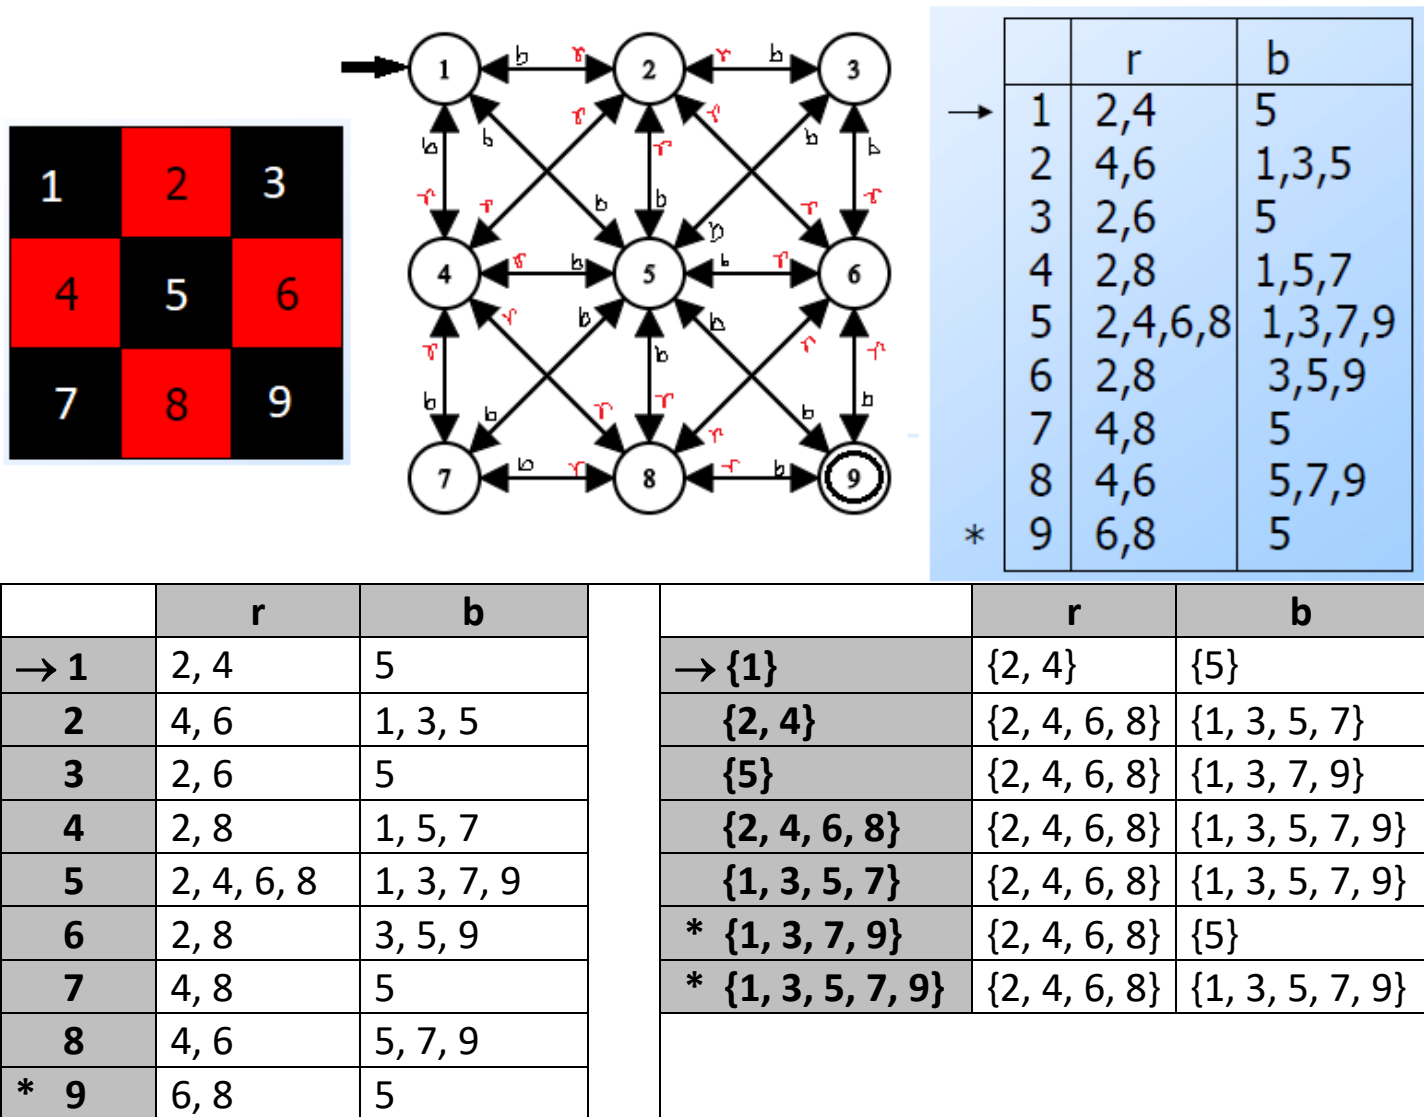 1 2 3
4 5 6
7 8 9
1 b r 2 r b 3
r r
b b r b b
r r b b r r
b
4 r b 5 b r 6
r b b r
r b r
b b r r b b
r
7 b r 8 r b 9
r b
→ 1 2,4 5
2 4,6 1,3,5
3 2,6 5
4 2,8 1,5,7
5 2,4,6,8 1,3,7,9
6 2,8 3,5,9
7 4,8 5
8 4,6 5,7,9
* 9 6,8 5
r b
→ 1 2, 4 5
2 4, 6 1, 3, 5
3 2, 6 5
4 2, 8 1, 5, 7
5 2, 4, 6, 8 1, 3, 7, 9
6 2, 8 3, 5, 9
7 4, 8 5
8 4, 6 5, 7, 9
* 9 6, 8 5
r b
→ {1} {2, 4} {5}
{2, 4} {2, 4, 6, 8} {1, 3, 5, 7}
{5} {2, 4, 6, 8} {1, 3, 7, 9}
{2, 4, 6, 8} {2, 4, 6, 8} {1, 3, 5, 7, 9}
{1, 3, 5, 7} {2, 4, 6, 8} {1, 3, 5, 7, 9}
* {1, 3, 7, 9} {2, 4, 6, 8} {5}
* {1, 3, 5, 7, 9} {2, 4, 6, 8} {1, 3, 5, 7, 9}